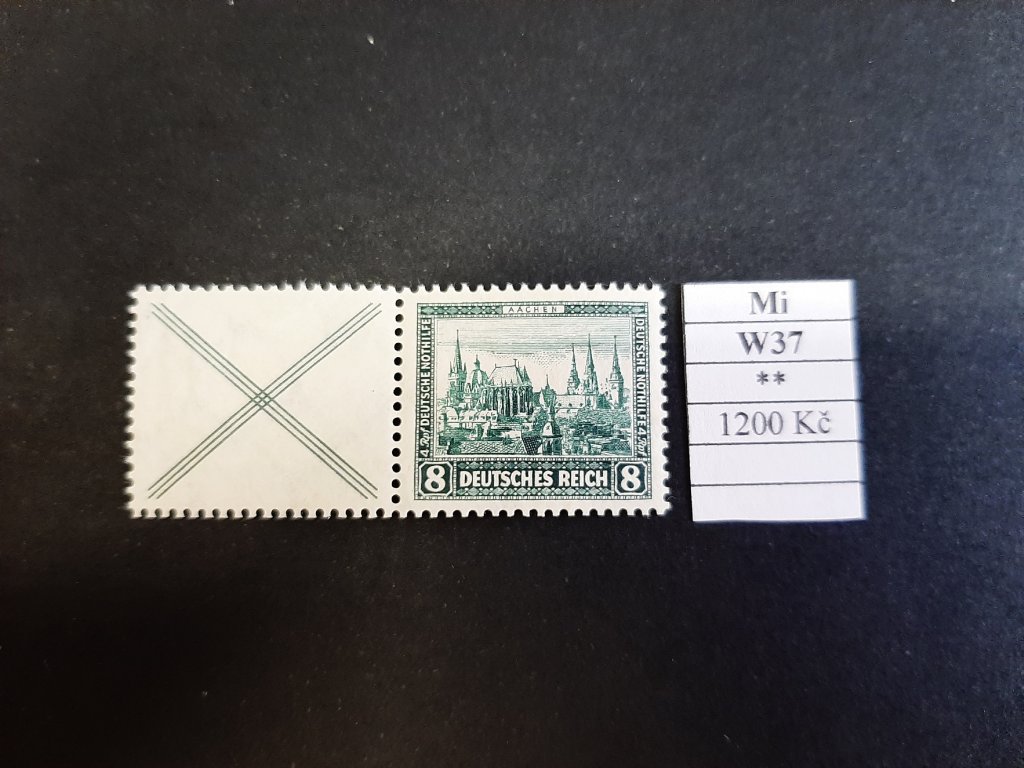 AACHEN
DEUTSCHE NOTHILFE
DEUTSCHE NOTHILFE
8 DEUTSCHES REICH 8
Mi
W37
**
1200 Kč